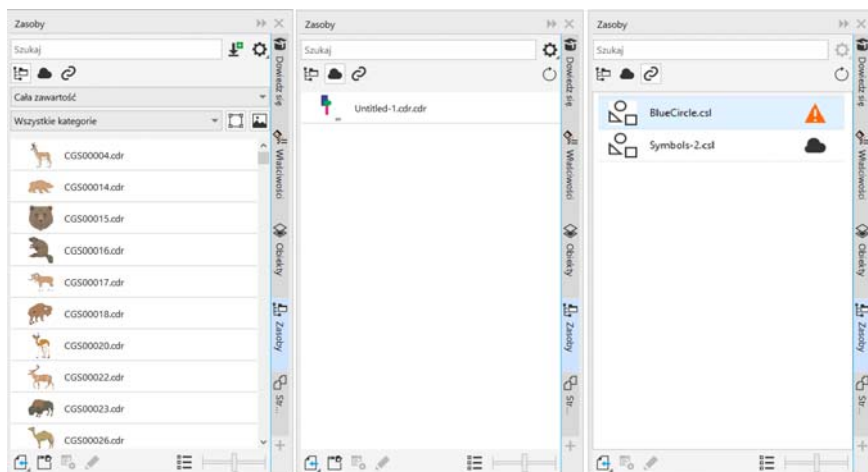 Zasoby
Szukaj
Cała zawartość
Wszystkie kategorie
CGS00004.cdr
CGS00014.cdr
CGS00015.cdr
CGS00016.cdr
CGS00017.cdr
CGS00018.cdr
CGS00020.cdr
CGS00022.cdr
CGS00023.cdr
CGS00026.cdr
Dowiedz się
Właściwości
Obiekty
Zasoby
Str...
Zasoby
Szukaj
Untitled-1.cdr.cdr
Dowiedz się
Właściwości
Obiekty
Zasoby
Str...
Zasoby
Szukaj
BlueCircle.csl
Symbols-2.csl
Dowiedz się
Właściwości
Obiekty
Zasoby
Str...